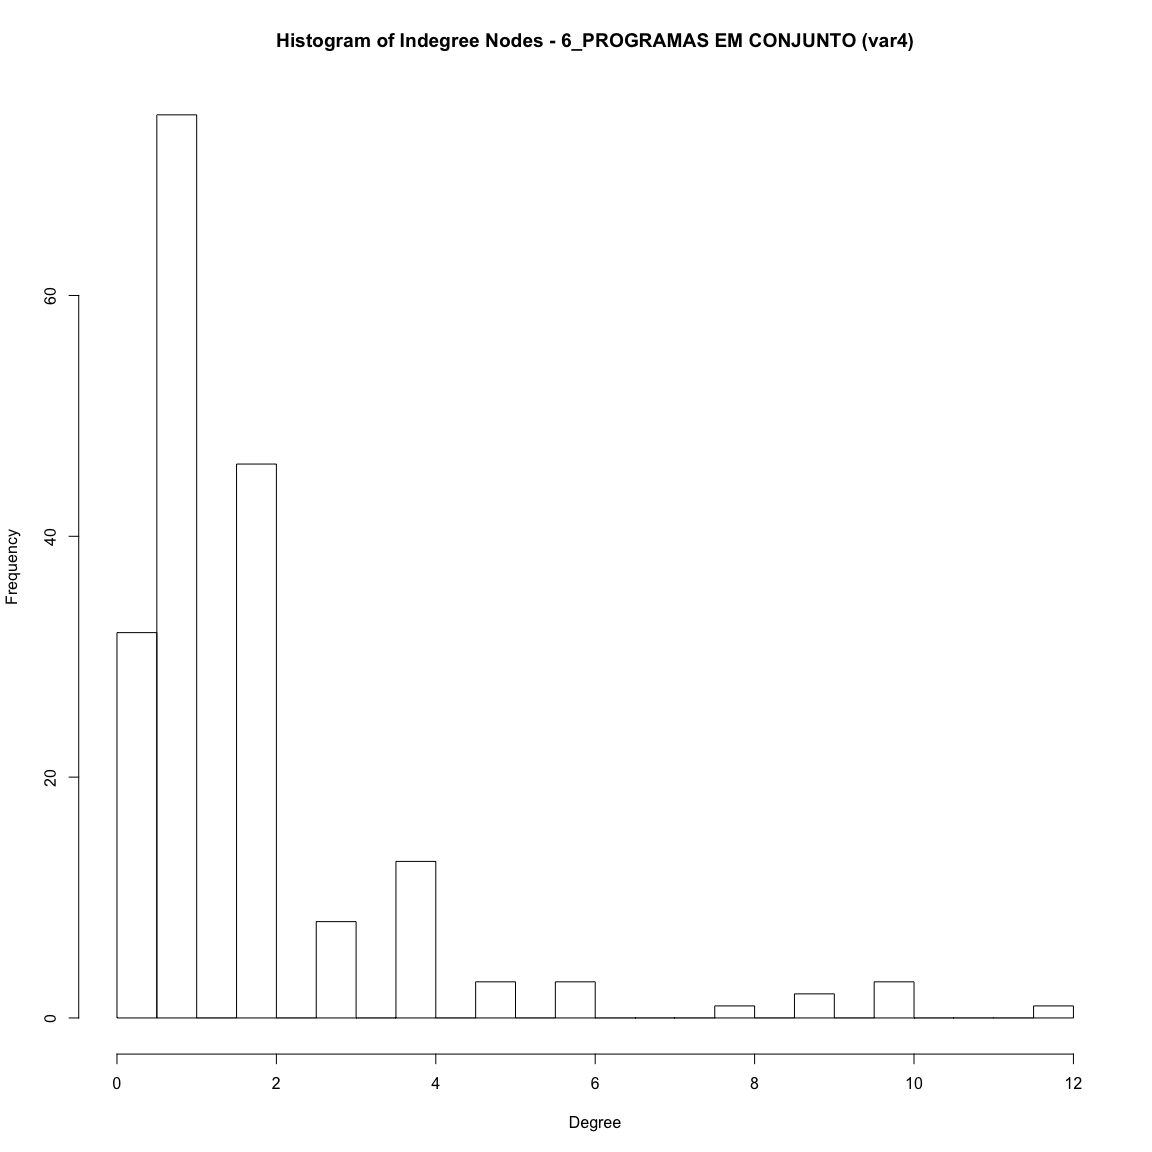 Histogram of Indegree Nodes - 6_PROGRAMAS EM CONJUNTO (var4)
Frequency
60
40
20
0
0 2 4 6 8 10 12
Degree